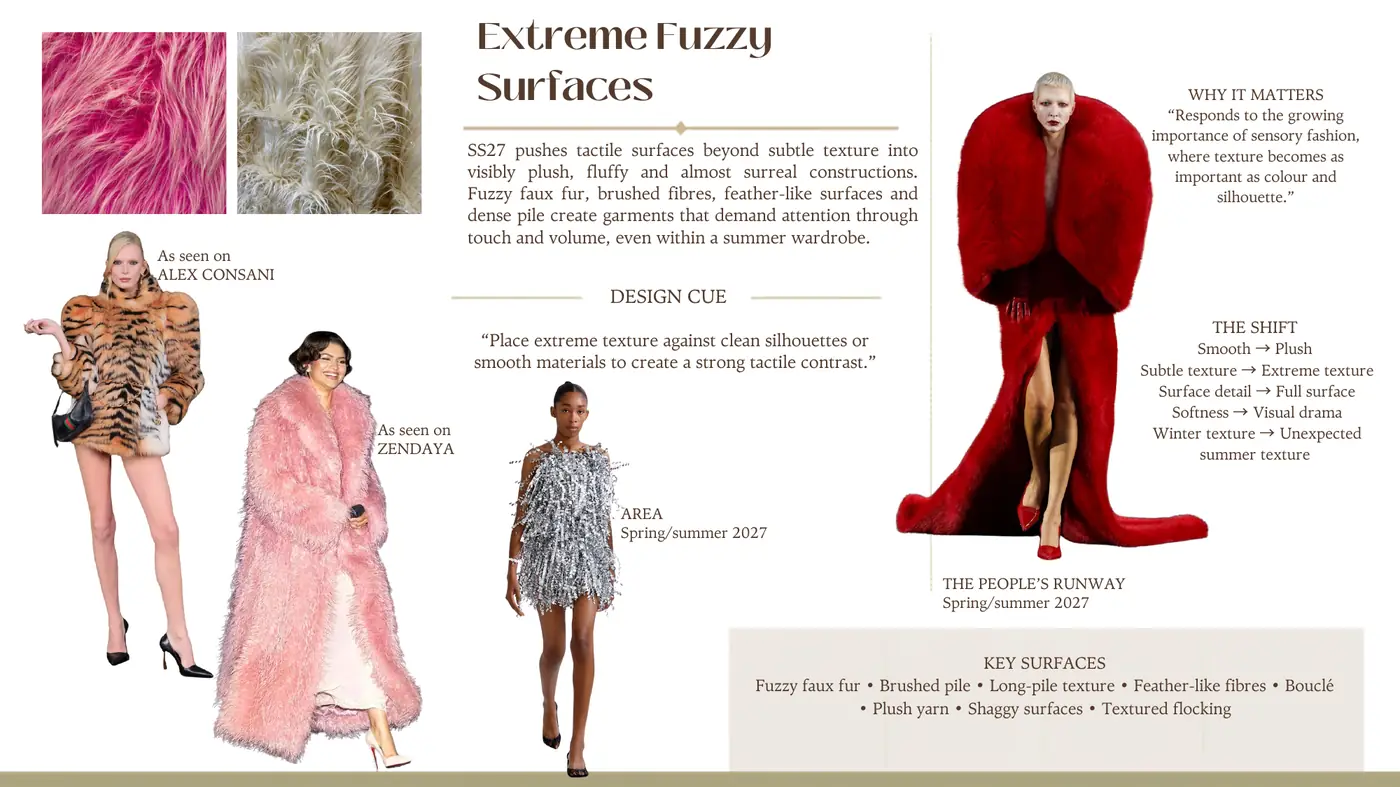 Extreme Fuzzy
Surfaces
SS27 pushes tactile surfaces beyond subtle texture into
visibly plush, fluffy and almost surreal constructions.
Fuzzy faux fur, brushed fibres, feather-like surfaces and
dense pile create garments that demand attention through
touch and volume, even within a summer wardrobe.
DESIGN CUE
“Place extreme texture against clean silhouettes or
smooth materials to create a strong tactile contrast.”
As seen on
ALEX CONSANI
As seen on
ZENDAYA
AREA
Spring/summer 2027
WHY IT MATTERS
“Responds to the growing
importance of sensory fashion,
where texture becomes as
important as colour and
silhouette.”
THE SHIFT
Smooth → Plush
Subtle texture → Extreme texture
Surface detail → Full surface
Softness → Visual drama
Winter texture → Unexpected
summer texture
THE PEOPLE’S RUNWAY
Spring/summer 2027
KEY SURFACES
Fuzzy faux fur • Brushed pile • Long-pile texture • Feather-like fibres • Bouclé
• Plush yarn • Shaggy surfaces • Textured flocking